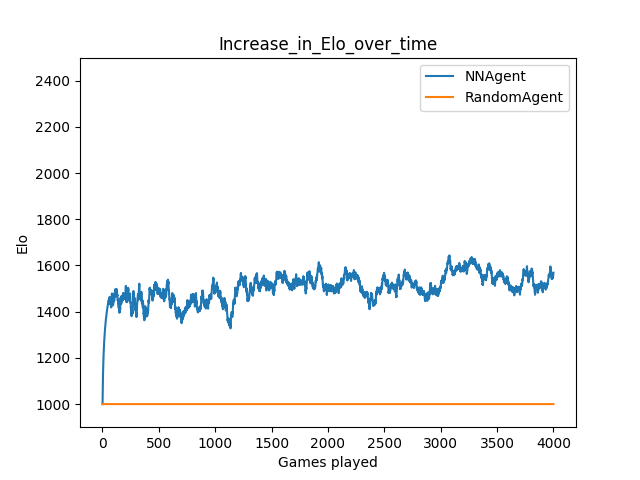 Increase_in_Elo_over_time
NNAgent
RandomAgent
2400
2200
2000
1800
1600
1400
1200
1000
Elo
0 500 1000 1500 2000 2500 3000 3500 4000
Games played